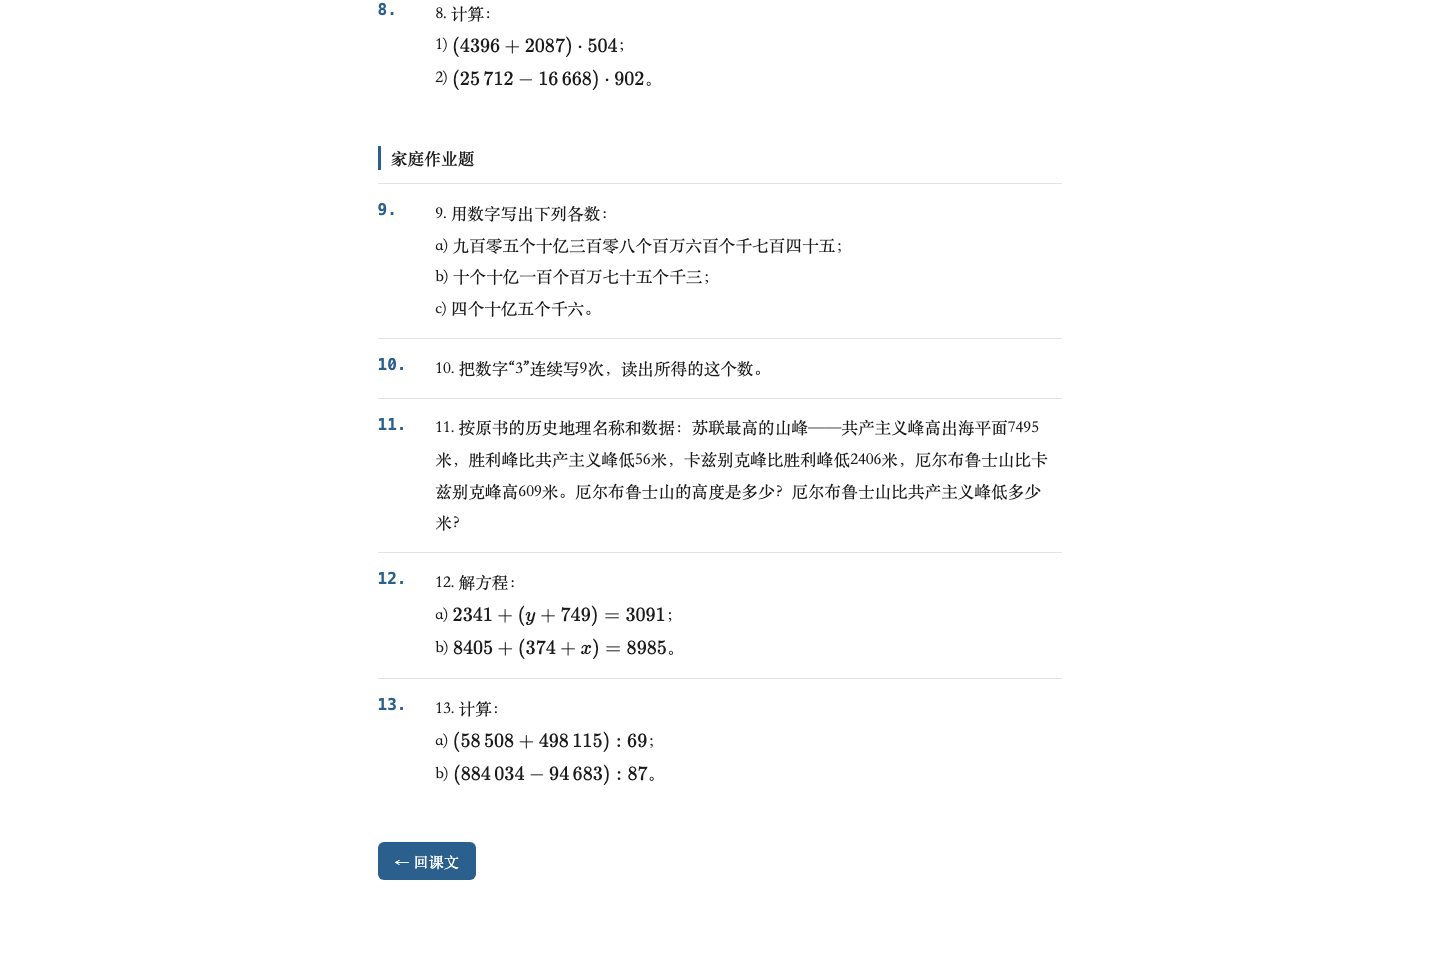 8. 8. 计算：
1) (4396 + 2087) · 504；
2) (25 712 − 16 668) · 902。
家庭作业题
9. 9. 用数字写出下列各数：
a) 九百零五个十亿三百零八个百万六百个千七百四十五；
b) 十个十亿一百个百万七十五个千三；
c) 四个十亿五个千六。
10. 10. 把数字“3”连续写9次，读出所得的这个数。
11. 11. 按原书的历史地理名称和数据：苏联最高的山峰——共产主义峰高出海平面7495
米，胜利峰比共产主义峰低56米，卡兹别克峰比胜利峰低2406米，厄尔布鲁士山比卡
兹别克峰高609米。厄尔布鲁士山的高度是多少？厄尔布鲁士山比共产主义峰低多少
米？
12. 12. 解方程：
a) 2341 + (y + 749) = 3091；
b) 8405 + (374 + x) = 8985。
13. 13. 计算：
a) (58 508 + 498 115) : 69；
b) (884 034 − 94 683) : 87。
← 回课文